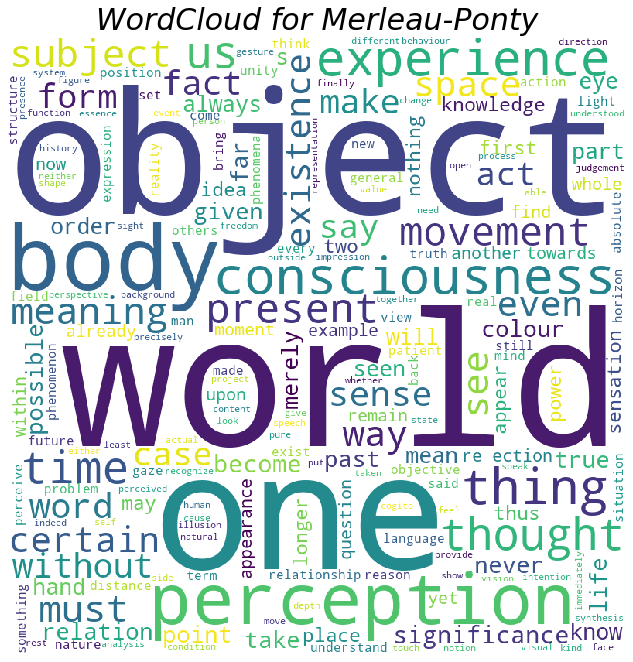 WordCloud for Merleau-Ponty
system
gesture
think
different
behaviour
direction
subject
us
s
unity
experience
figure
position
finally
structure
presence
form
fact
space
action
eye
function
set
always
make
change
knowledge
light
essence
come
person
event
understood
object
history
now
neither
shape
expression
reality
bring
far
phenomena
existence
representation
new
open
process
nothing
first
part
judgement
general
value
act
able
whole
idea
given
find
absolute
order
sight
others
freedom
say
need
movement
body
every
two
truth
another
towards
outside
impression
consciousness
horizon
field
perspective
background
together
real
meaning
man
present
even
already
precisely
moment
example
view
will
colour
still
sensation
possible
phenomenon
within
merely
patient
world
made
project
whether
seen
back
see
appear
mind
power
upon
content
look
give
sense
remain
state
future
either
least
actual
speech
pure
way
time
case
recognize
become
exist
put
past
taken
mean
re ection
speak
true
situation
gaze
perceive
problem
perceived
objective
thing
indeed
self
human
cause
one
cogito
said
feel
word
may
illusion
natural
appearance
longer
question
language
thus
thought
certain
provide
never
without
term
relationship
reason
show
vision
intention
life
immediately
hand
distance
side
perception
yet
synthesis
something
must
move
depth
relation
point
take
place
significance
know
rest
nature
analysis
condition
understand
touch
notion
visual
kind
face